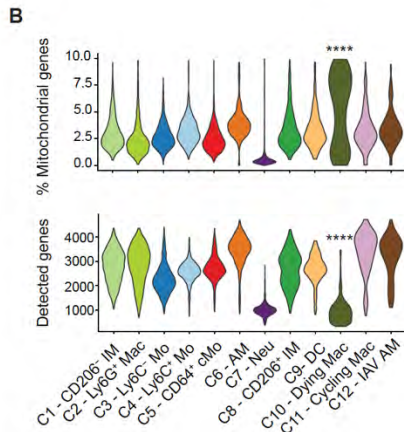 B
% Mitochondrial genes
10.0
7.5
5.0
2.5
0.0
****
Detected genes
4000
3000
2000
1000
****
C1 - CD206⁻ IM
C2 - Ly6G⁺ Mac
C3 - Ly6C⁻ Mo
C4 - Ly6C⁺ Mo
C5 - CD64⁺ cMo
C6 - AM
C7 - Neu
C8 - CD206⁺ IM
C9- DC
C10 - Dying Mac
C11 - Cycling Mac
C12 - IAV AM